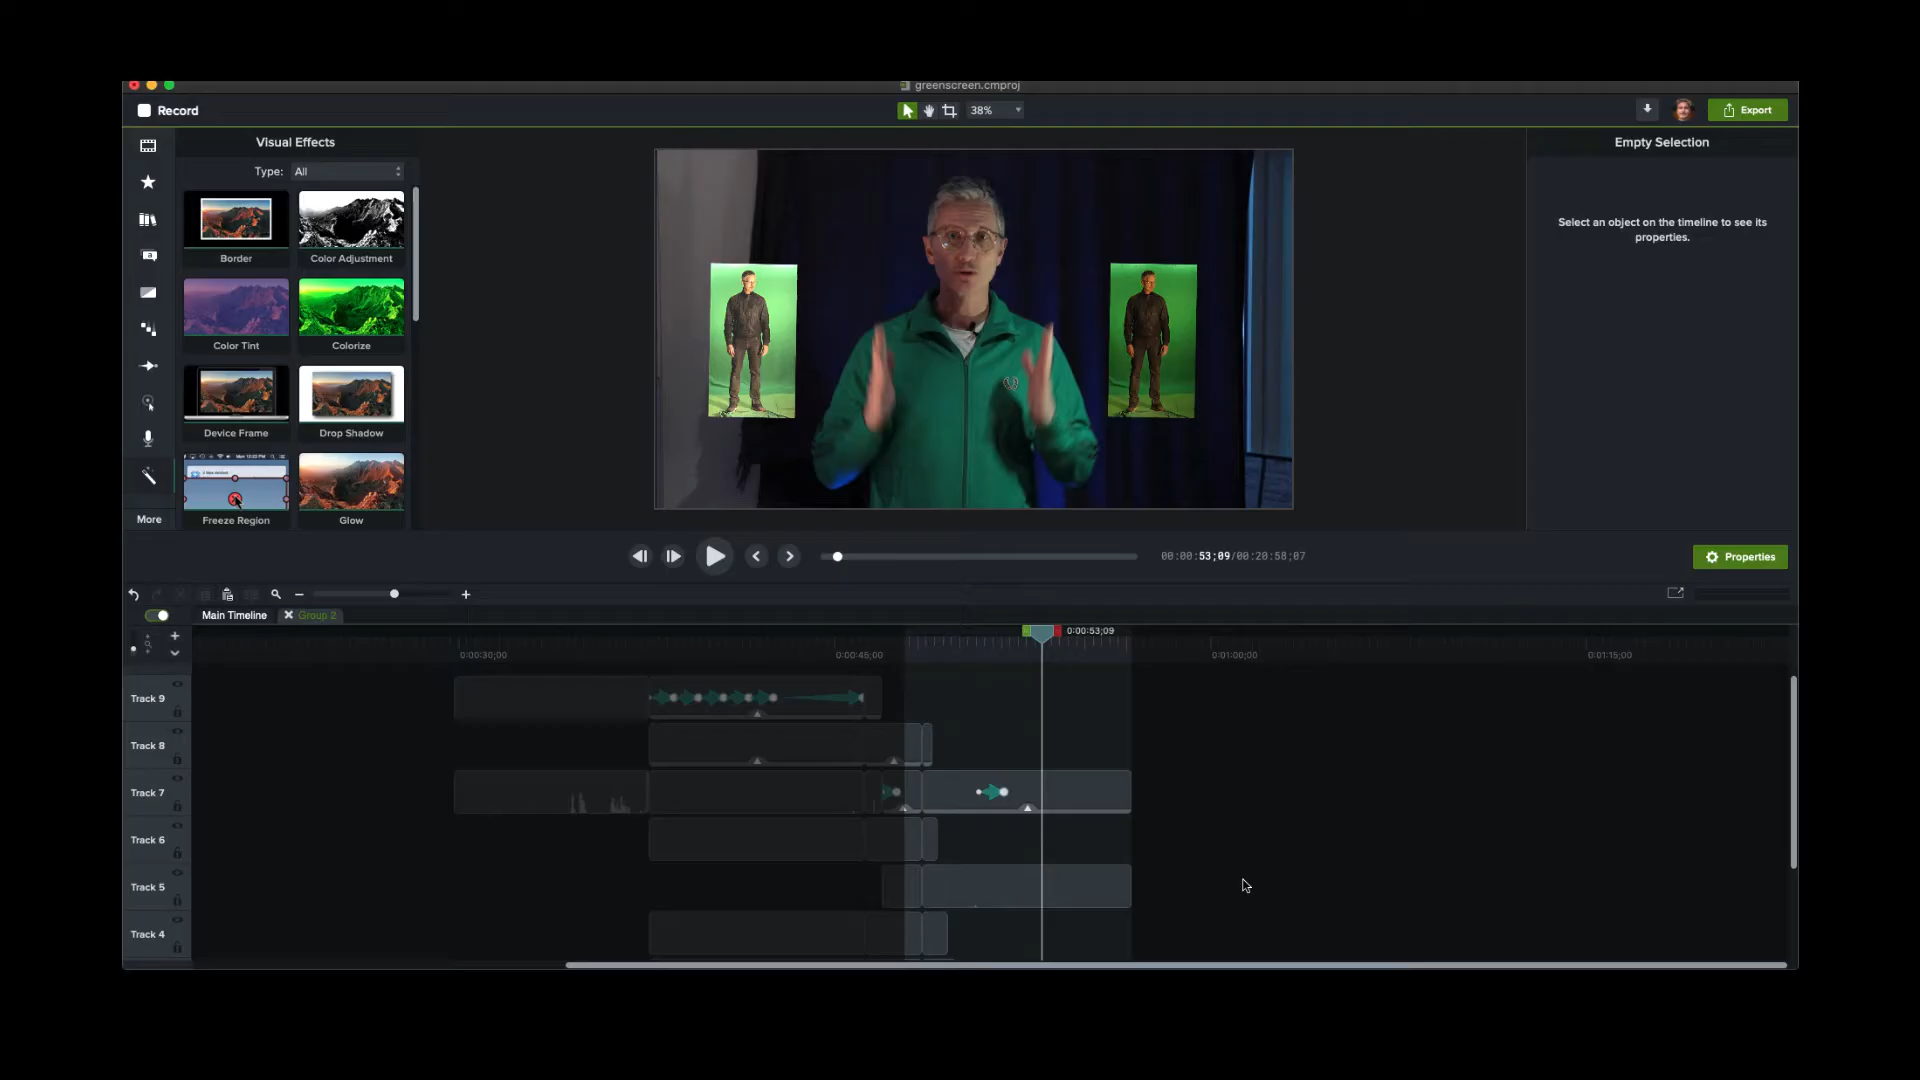 greenscreen.cmproj
Record
38%
Export
Visual Effects
Type: All
Border
Color Adjustment
Color Tint
Colorize
Device Frame
Drop Shadow
Freeze Region
Glow
More
Empty Selection
Select an object on the timeline to see its
properties.
00:00:53;09/00:20:58;07
Properties
Main Timeline
Group 2
0:00:53;09
0:00:30;00
0:00:45;00
0:01:00;00
0:01:15;00
Track 9
Track 8
Track 7
Track 6
Track 5
Track 4